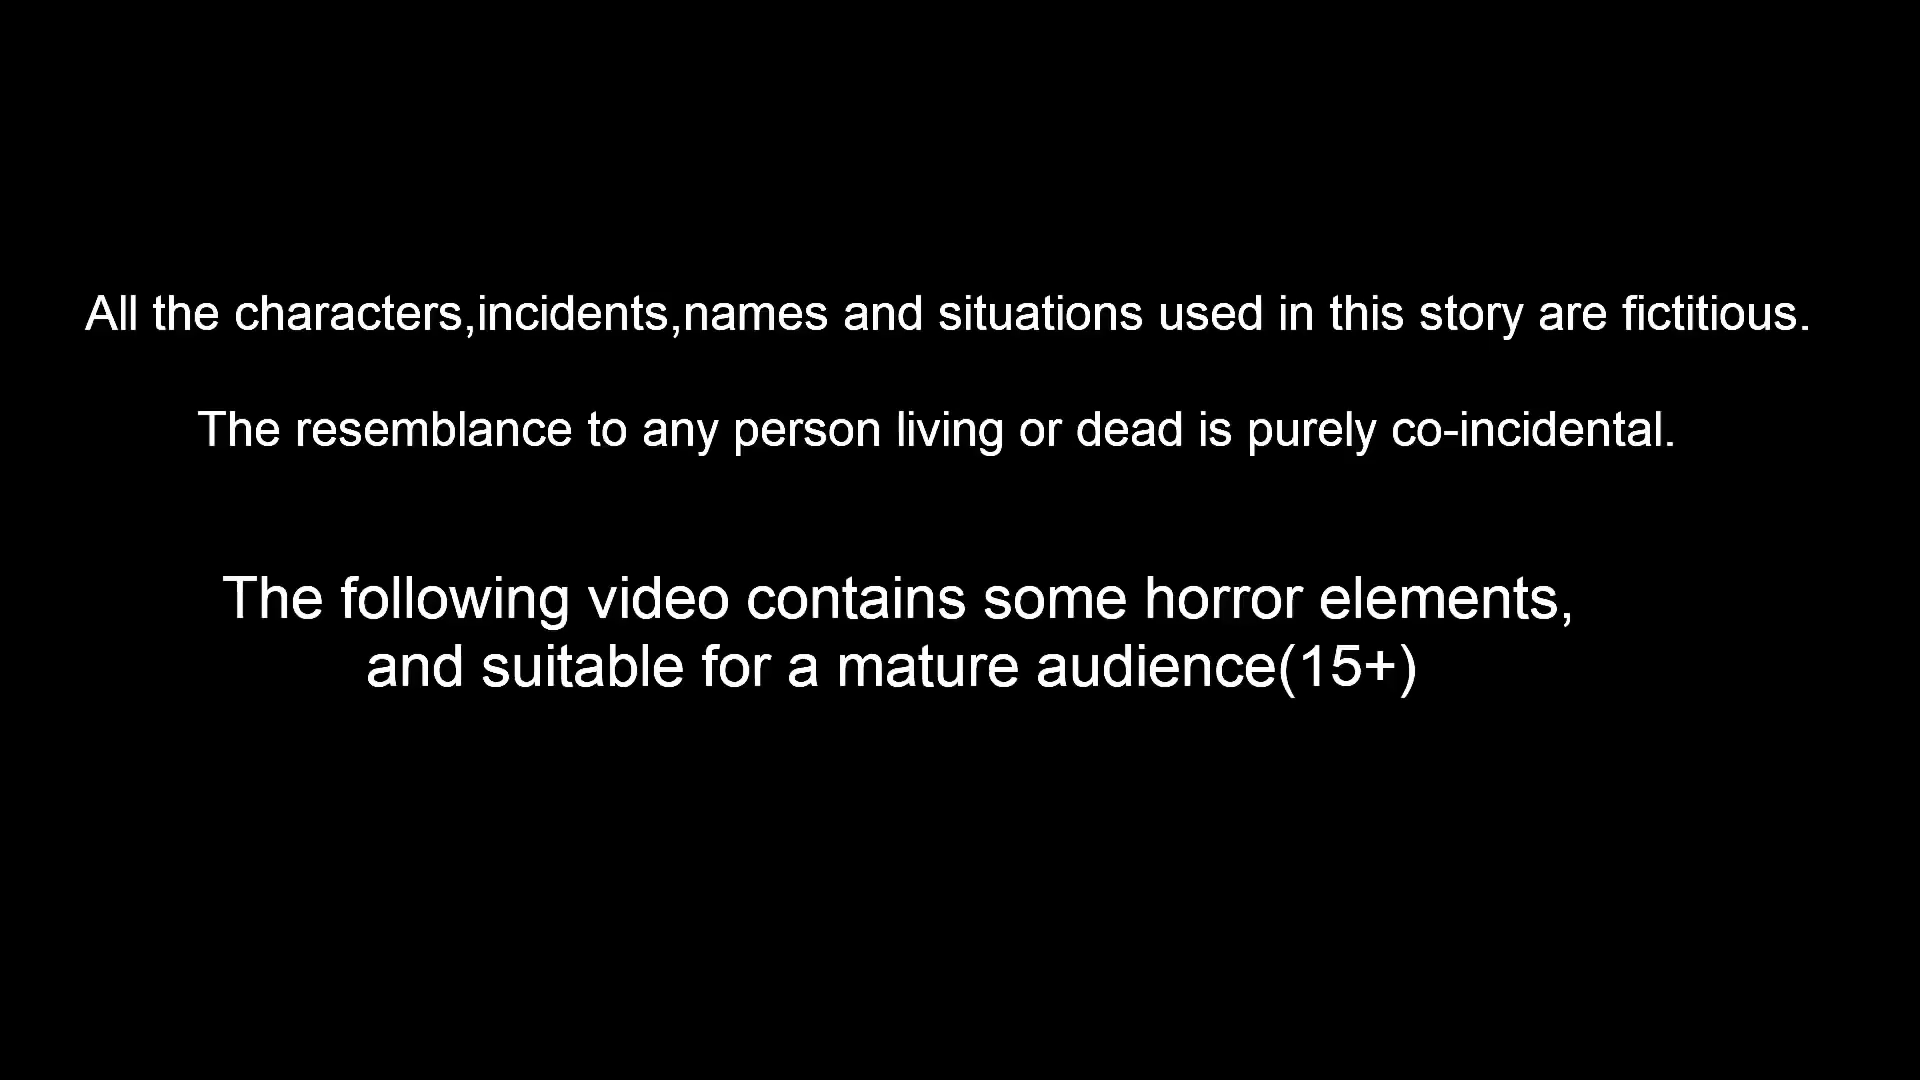 All the characters,incidents,names and situations used in this story are fictitious.
The resemblance to any person living or dead is purely co-incidental.
The following video contains some horror elements,
and suitable for a mature audience(15+)